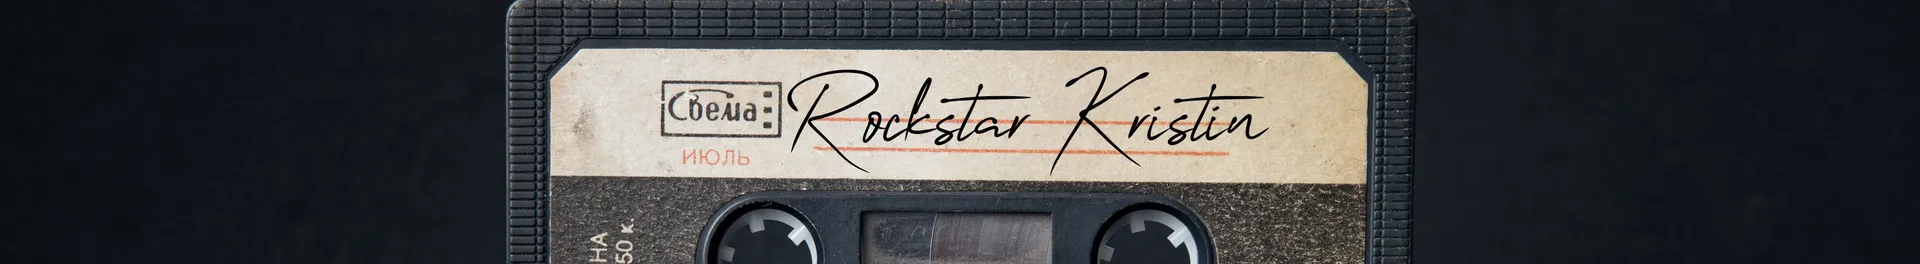 Свема
Rockstar Kristin
ИЮЛЬ
НА
50 к.